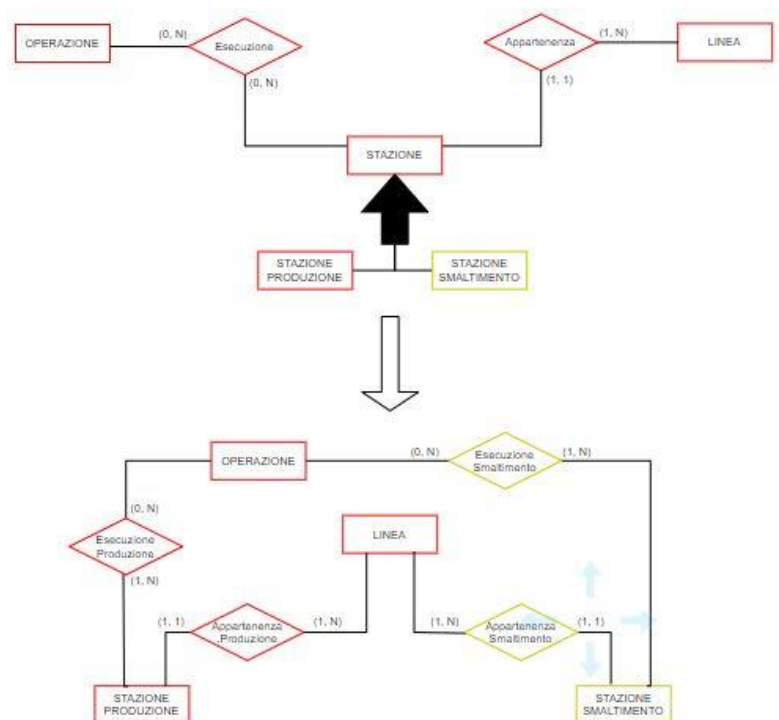 OPERAZIONE
(0, N)
Esecuzione
(0, N)
Appartenenza
(1, N)
LINEA
(1, 1)
STAZIONE
STAZIONE
PRODUZIONE
STAZIONE
SMALTIMENTO
OPERAZIONE
(0, N)
Esecuzione
Smaltimento
(1, N)
(0, N)
Esecuzione
Produzione
(1, N)
LINEA
(1, 1)
Appartenenza
.Produzione
(1, N)
(1, N)
Appartenenza
Smaltimento
(1, 1)
STAZIONE
PRODUZIONE
STAZIONE
SMALTIMENTO